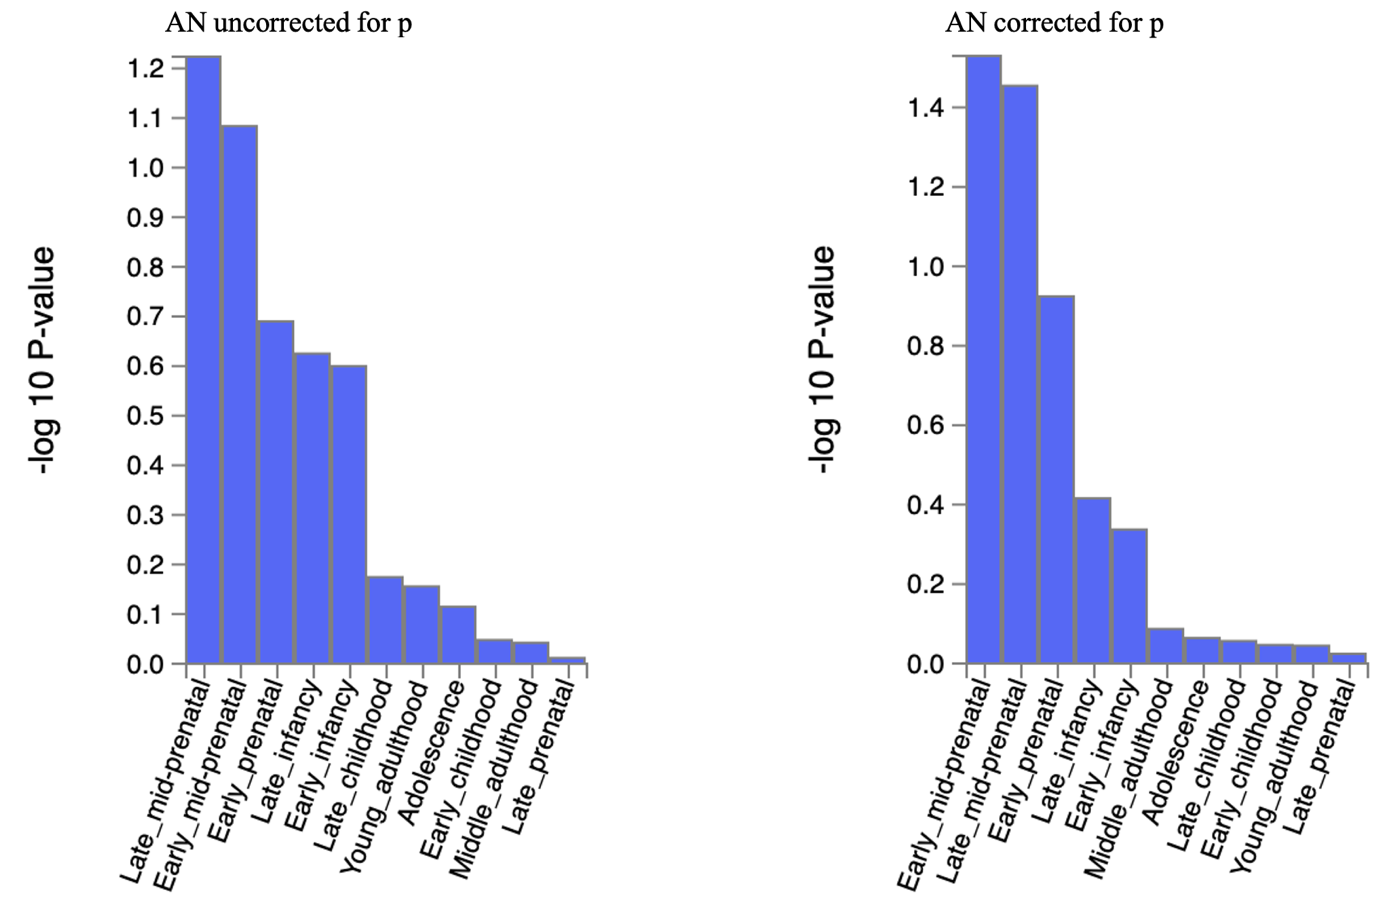 AN uncorrected for p
-log 10 P-value
1.2
1.1
1.0
0.9
0.8
0.7
0.6
0.5
0.4
0.3
0.2
0.1
0.0
Late_mid-prenatal
Early_mid-prenatal
Early_prenatal
Late_infancy
Early_infancy
Late_childhood
Young_adulthood
Adolescence
Early_childhood
Middle_adulthood
Late_prenatal
AN corrected for p
-log 10 P-value
1.4
1.2
1.0
0.8
0.6
0.4
0.2
0.0
Early_mid-prenatal
Late_mid-prenatal
Early_prenatal
Late_infancy
Early_infancy
Middle_adulthood
Adolescence
Late_childhood
Early_childhood
Young_adulthood
Late_prenatal